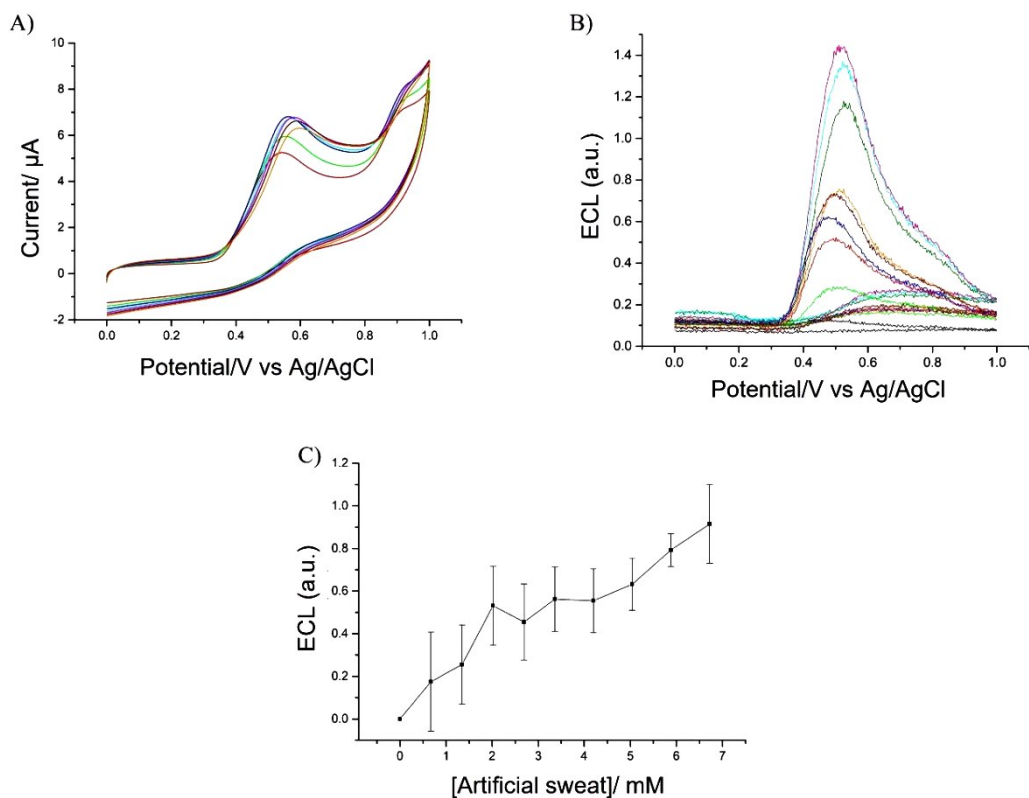 A)
10
8
6
4
2
0
-2
Current/ μA
0.0 0.2 0.4 0.6 0.8 1.0
Potential/V vs Ag/AgCl
B)
1.4
1.2
1.0
0.8
0.6
0.4
0.2
0.0
ECL (a.u.)
0.0 0.2 0.4 0.6 0.8 1.0
Potential/V vs Ag/AgCl
C)
1.2
1.0
0.8
0.6
0.4
0.2
0.0
ECL (a.u.)
0 1 2 3 4 5 6 7
[Artificial sweat]/ mM